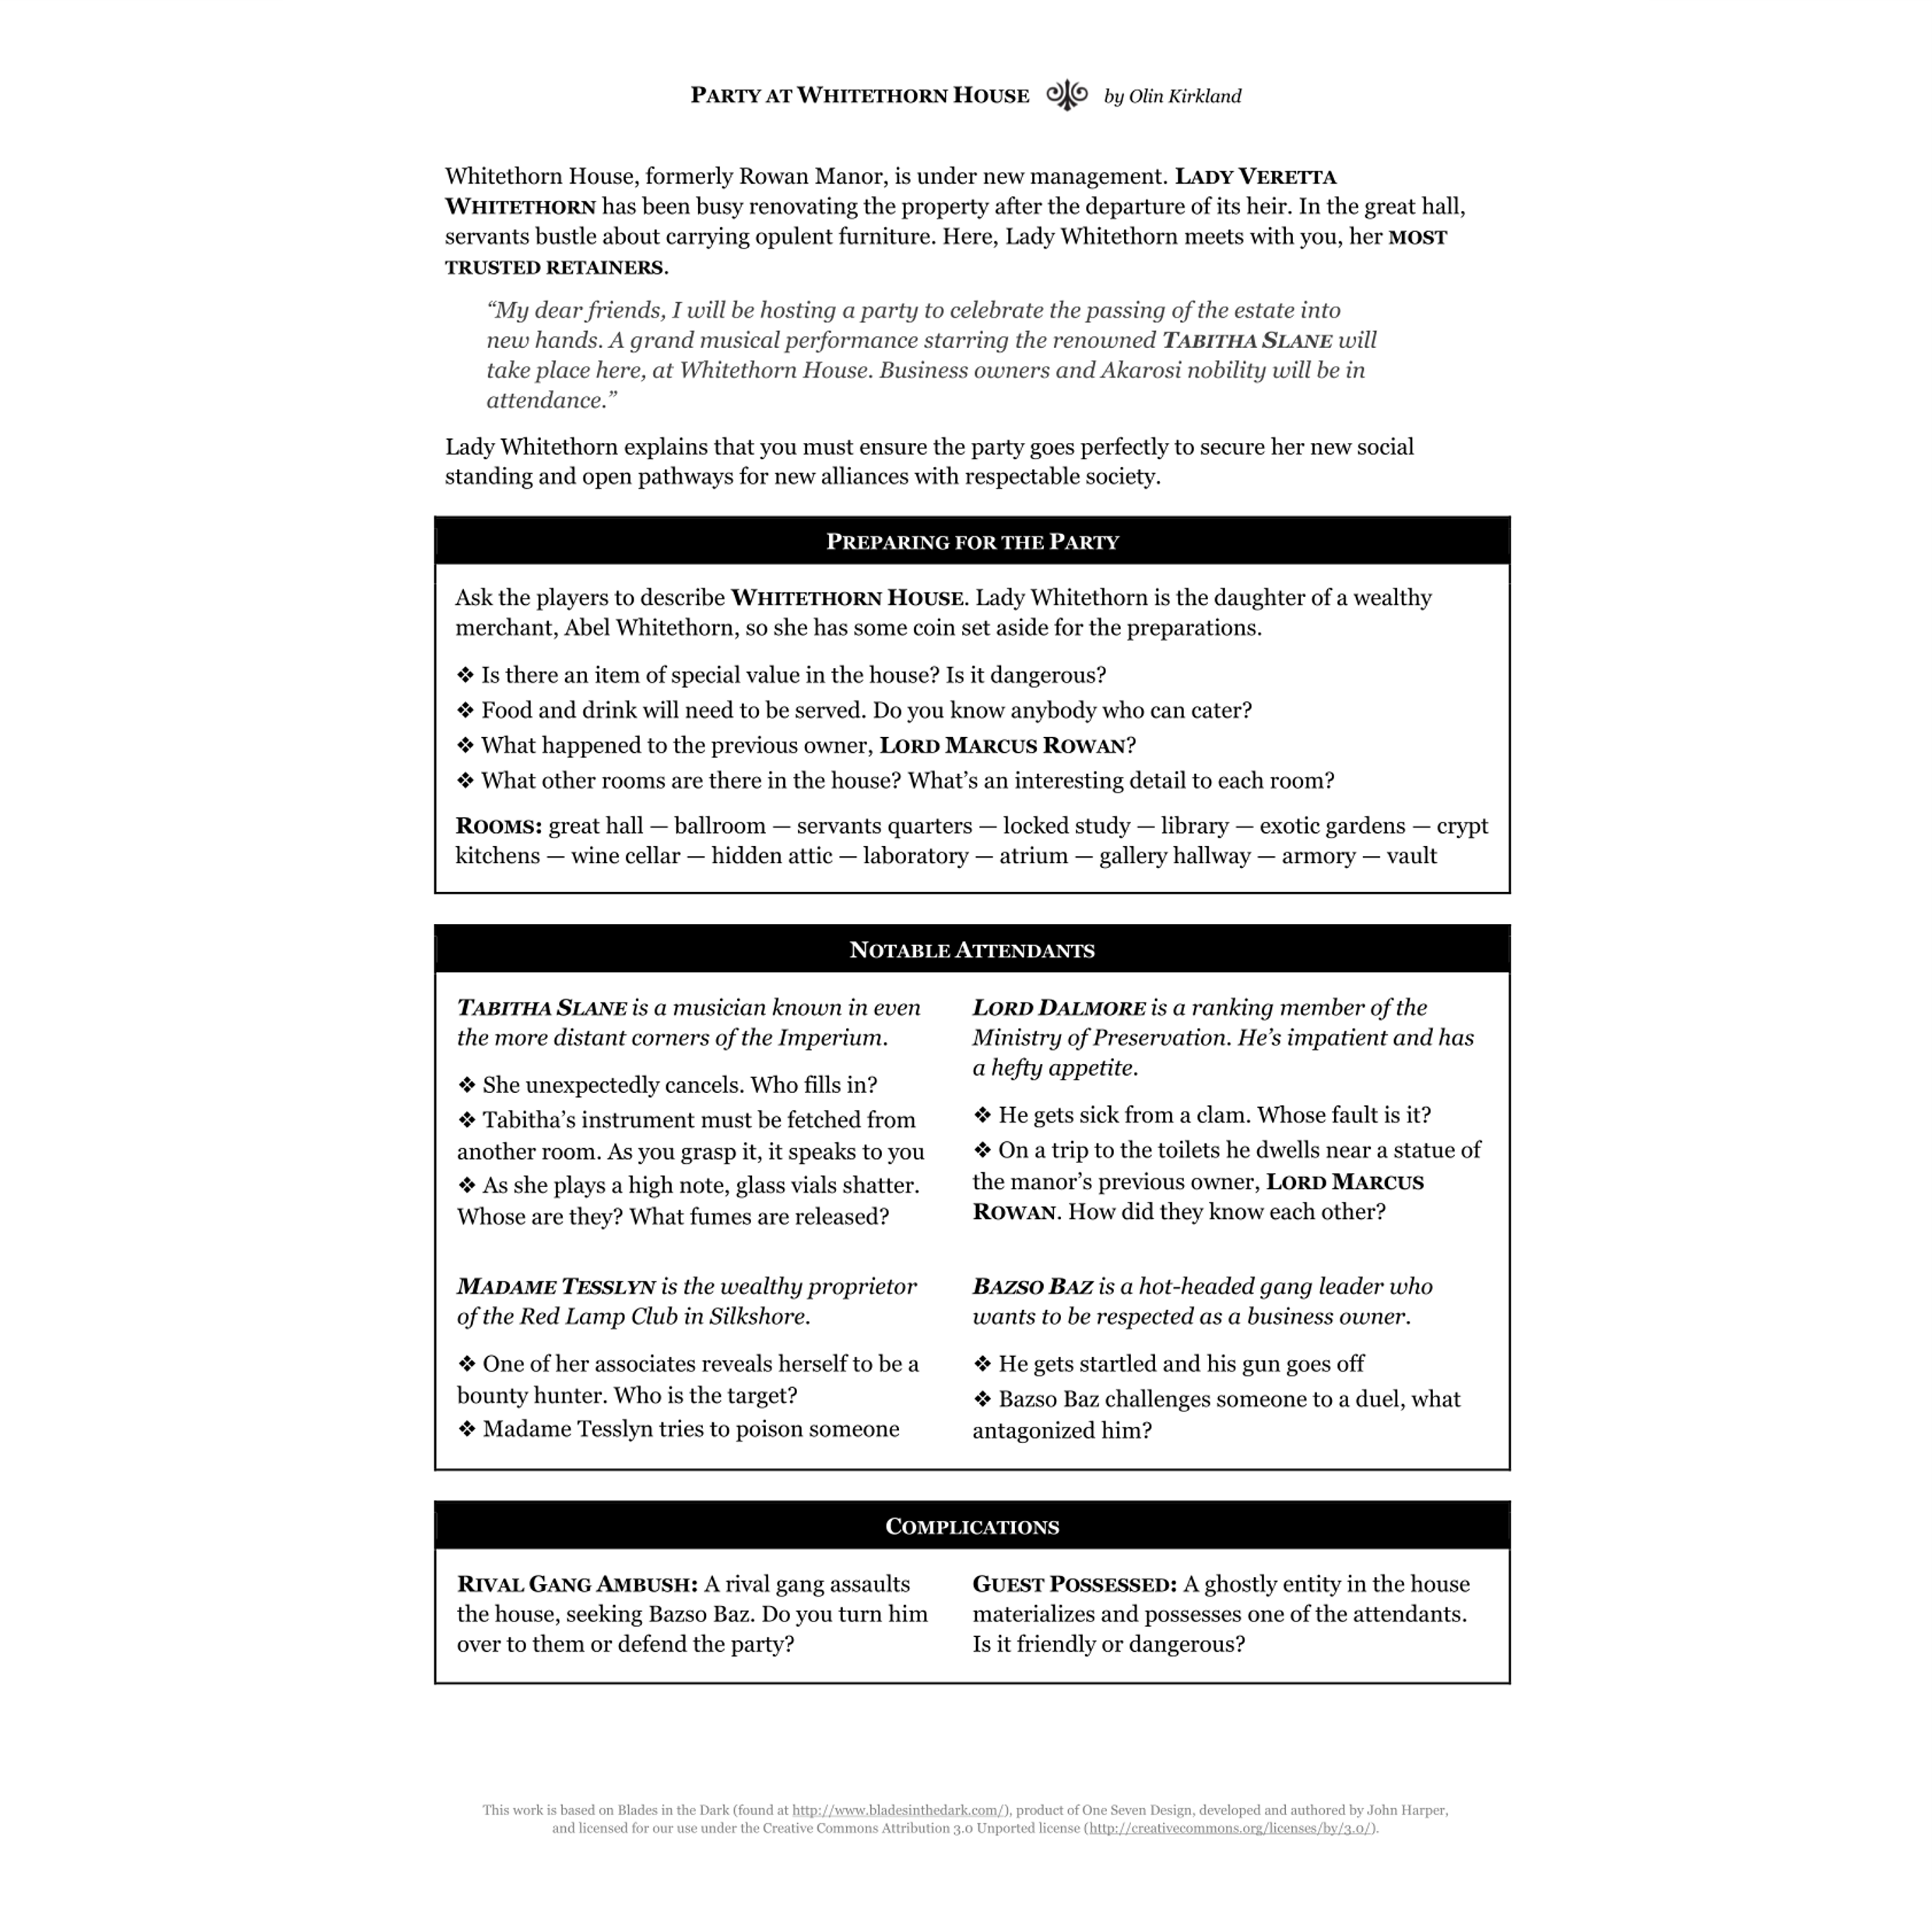 PARTY AT WHITETHORN HOUSE by Olin Kirkland
Whitethorn House, formerly Rowan Manor, is under new management. LADY VERETTA
WHITETHORN has been busy renovating the property after the departure of its heir. In the great hall,
servants bustle about carrying opulent furniture. Here, Lady Whitethorn meets with you, her MOST
TRUSTED RETAINERS.
“My dear friends, I will be hosting a party to celebrate the passing of the estate into
new hands. A grand musical performance starring the renowned TABITHA SLANE will
take place here, at Whitethorn House. Business owners and Akarosi nobility will be in
attendance.”
Lady Whitethorn explains that you must ensure the party goes perfectly to secure her new social
standing and open pathways for new alliances with respectable society.
PREPARING FOR THE PARTY
Ask the players to describe WHITETHORN HOUSE. Lady Whitethorn is the daughter of a wealthy
merchant, Abel Whitethorn, so she has some coin set aside for the preparations.
❖ Is there an item of special value in the house? Is it dangerous?
❖ Food and drink will need to be served. Do you know anybody who can cater?
❖ What happened to the previous owner, LORD MARCUS ROWAN?
❖ What other rooms are there in the house? What’s an interesting detail to each room?
ROOMS: great hall — ballroom — servants quarters — locked study — library — exotic gardens — crypt
kitchens — wine cellar — hidden attic — laboratory — atrium — gallery hallway — armory — vault
NOTABLE ATTENDANTS
TABITHA SLANE is a musician known in even
the more distant corners of the Imperium.
❖ She unexpectedly cancels. Who fills in?
❖ Tabitha’s instrument must be fetched from
another room. As you grasp it, it speaks to you
❖ As she plays a high note, glass vials shatter.
Whose are they? What fumes are released?
LORD DALMORE is a ranking member of the
Ministry of Preservation. He’s impatient and has
a hefty appetite.
❖ He gets sick from a clam. Whose fault is it?
❖ On a trip to the toilets he dwells near a statue of
the manor’s previous owner, LORD MARCUS
ROWAN. How did they know each other?
MADAME TESSLYN is the wealthy proprietor
of the Red Lamp Club in Silkshore.
❖ One of her associates reveals herself to be a
bounty hunter. Who is the target?
❖ Madame Tesslyn tries to poison someone
BAZSO BAZ is a hot-headed gang leader who
wants to be respected as a business owner.
❖ He gets startled and his gun goes off
❖ Bazso Baz challenges someone to a duel, what
antagonized him?
COMPLICATIONS
RIVAL GANG AMBUSH: A rival gang assaults
the house, seeking Bazso Baz. Do you turn him
over to them or defend the party?
GUEST POSSESSED: A ghostly entity in the house
materializes and possesses one of the attendants.
Is it friendly or dangerous?
This work is based on Blades in the Dark (found at http://www.bladesinthedark.com/), product of One Seven Design, developed and authored by John Harper,
and licensed for our use under the Creative Commons Attribution 3.0 Unported license (http://creativecommons.org/licenses/by/3.0/).